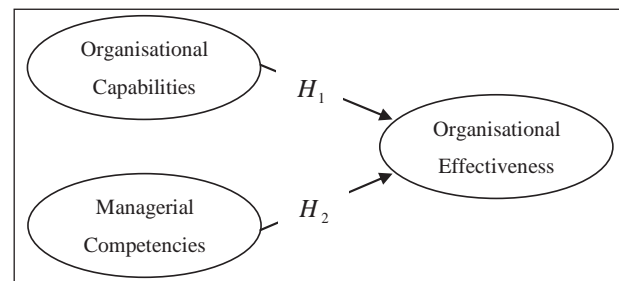 Organisational
Capabilities
H1
Organisational
Effectiveness
Managerial
Competencies
H2